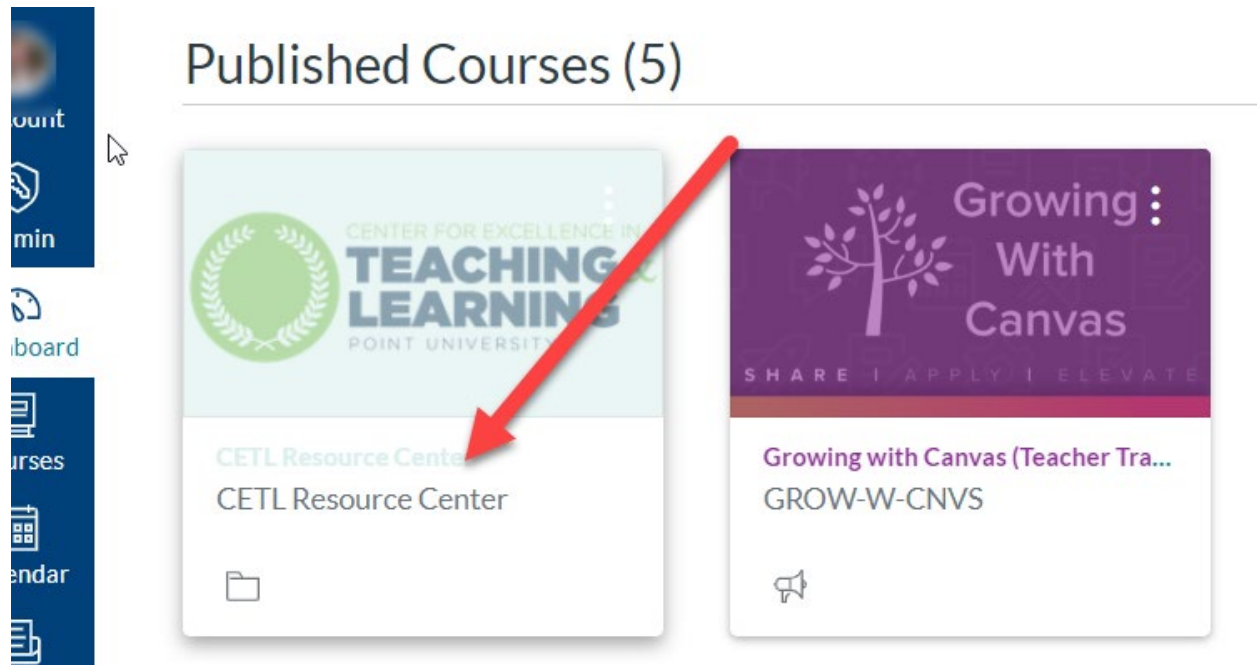 Published Courses (5)
ount
min
board
urses
endar
CENTER FOR EXCELLENCE IN
TEACHING &
LEARNING
POINT UNIVERSITY
CETL Resource Center
CETL Resource Center
Growing
With
Canvas
SHARE | APPLY | ELEVATE
Growing with Canvas (Teacher Tra...
GROW-W-CNVS